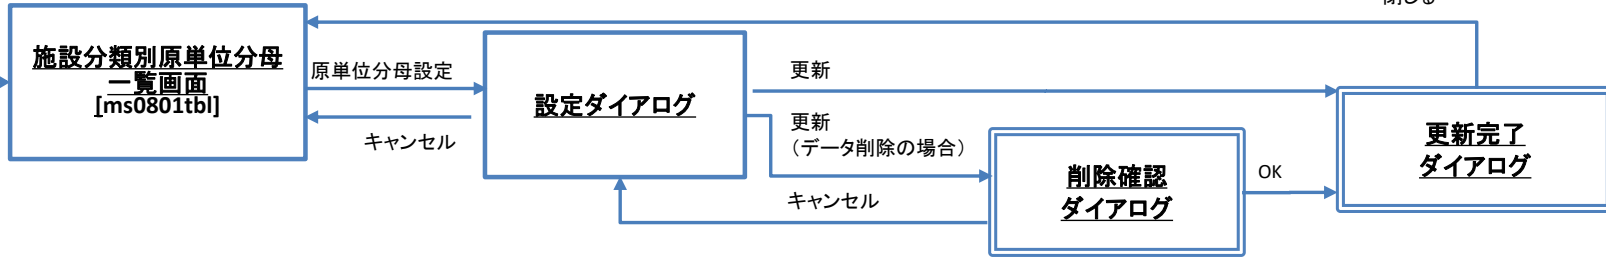 閉じる
施設分類別原単位分母
一覧画面
[ms0801tbl]
原単位分母設定
キャンセル
設定ダイアログ
更新
更新
（データ削除の場合）
キャンセル
削除確認
ダイアログ
OK
更新完了
ダイアログ